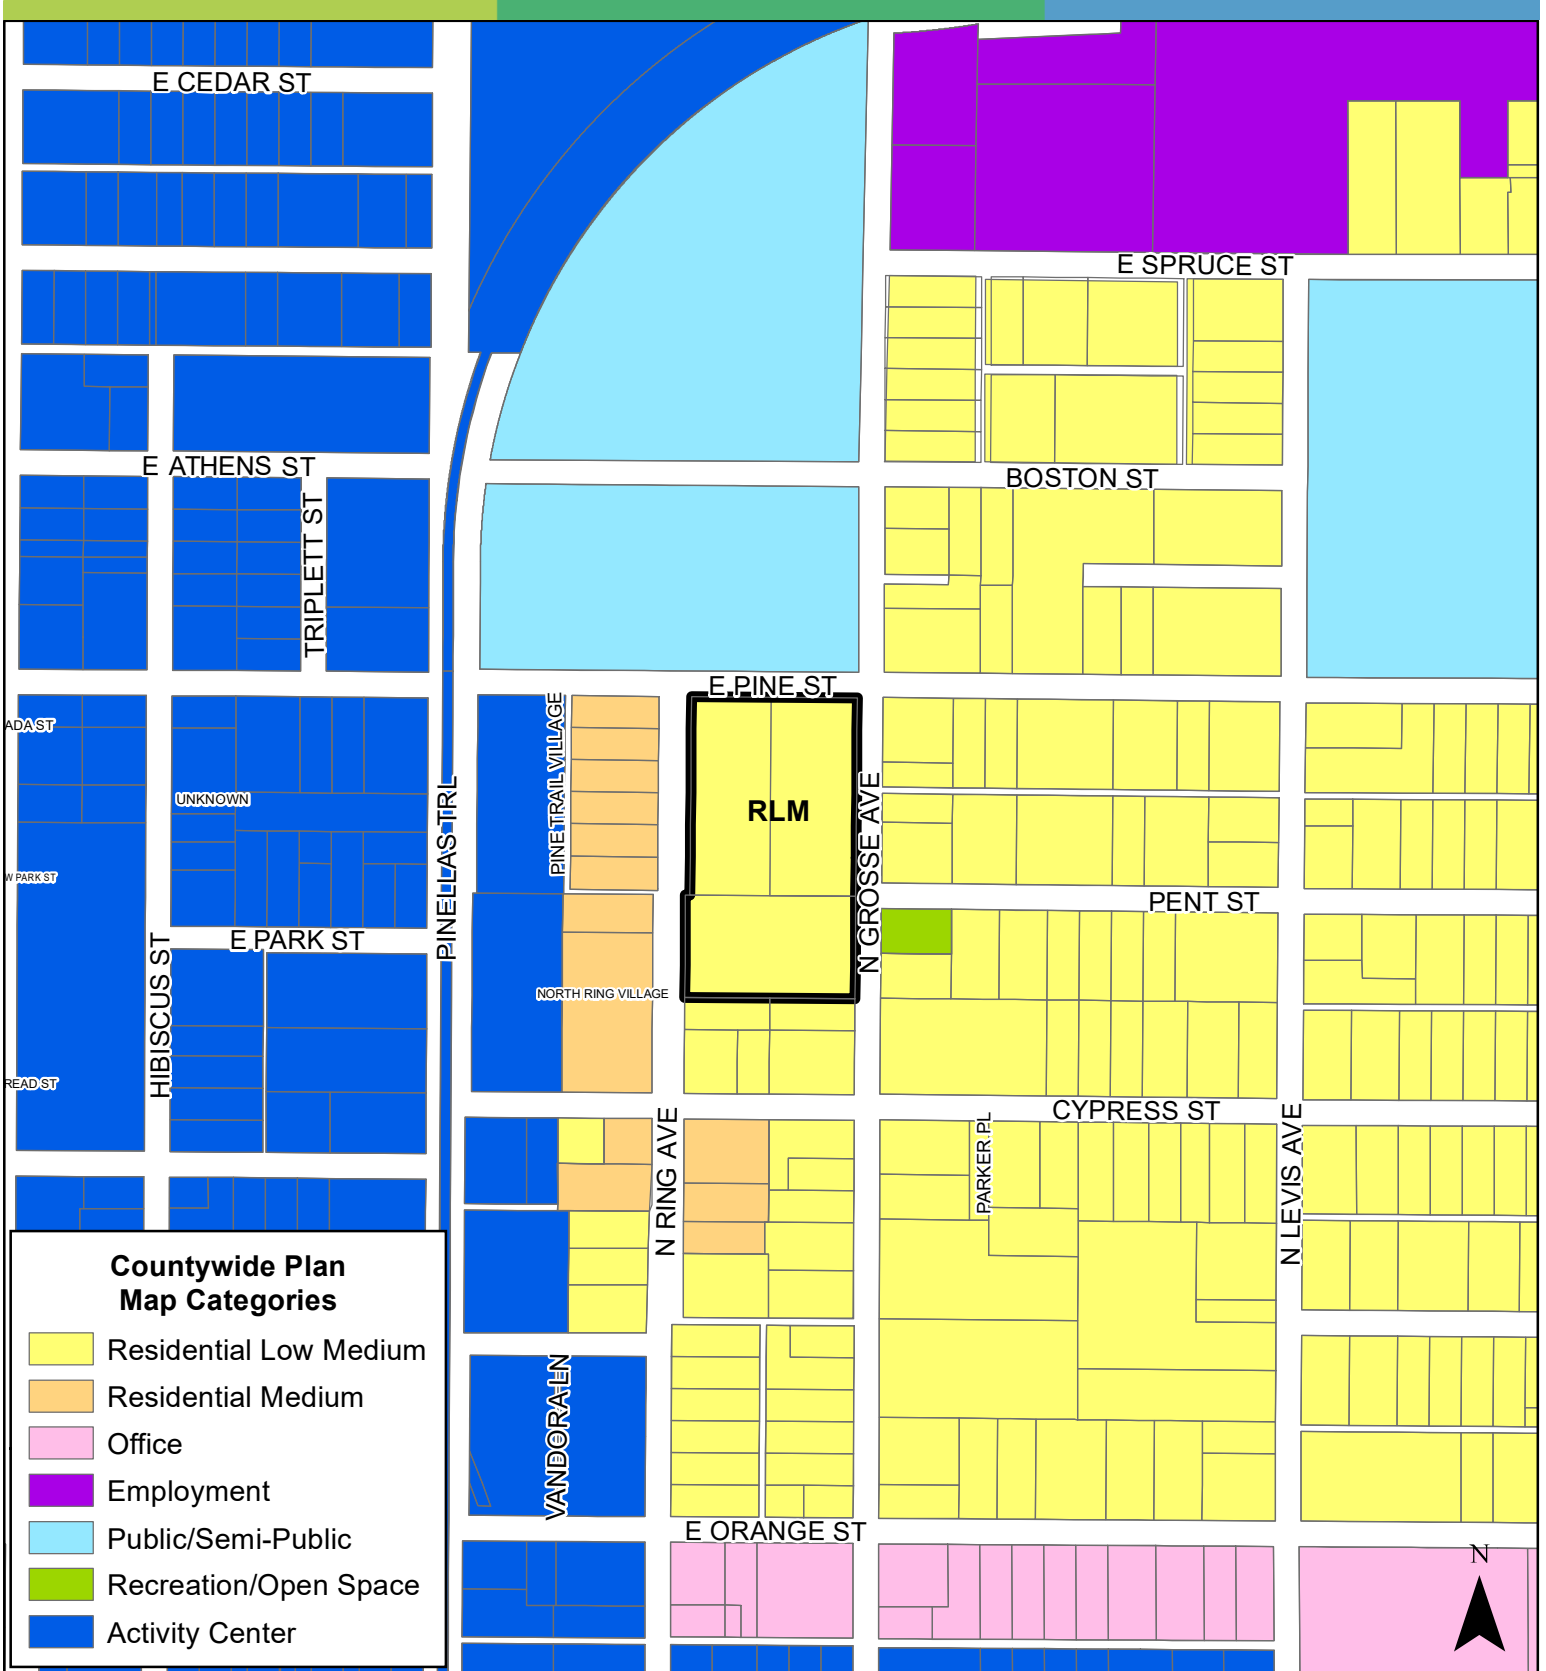 E CEDAR ST
E SPRUCE ST
E ATHENS ST
BOSTON ST
TRIPLETT ST
E PINE ST
PINE TRAIL VILLAGE
ADA ST
RLM
N GROSSE AVE
UNKNOWN
PINELLAS TRL
W PARK ST
PENT ST
E PARK ST
HIBISCUS ST
NORTH RING VILLAGE
READ ST
CYPRESS ST
N RING AVE
PARKER PL
N LEVIS AVE
VANDORA LN
E ORANGE ST
N
Countywide Plan
Map Categories
Residential Low Medium
Residential Medium
Office
Employment
Public/Semi-Public
Recreation/Open Space
Activity Center